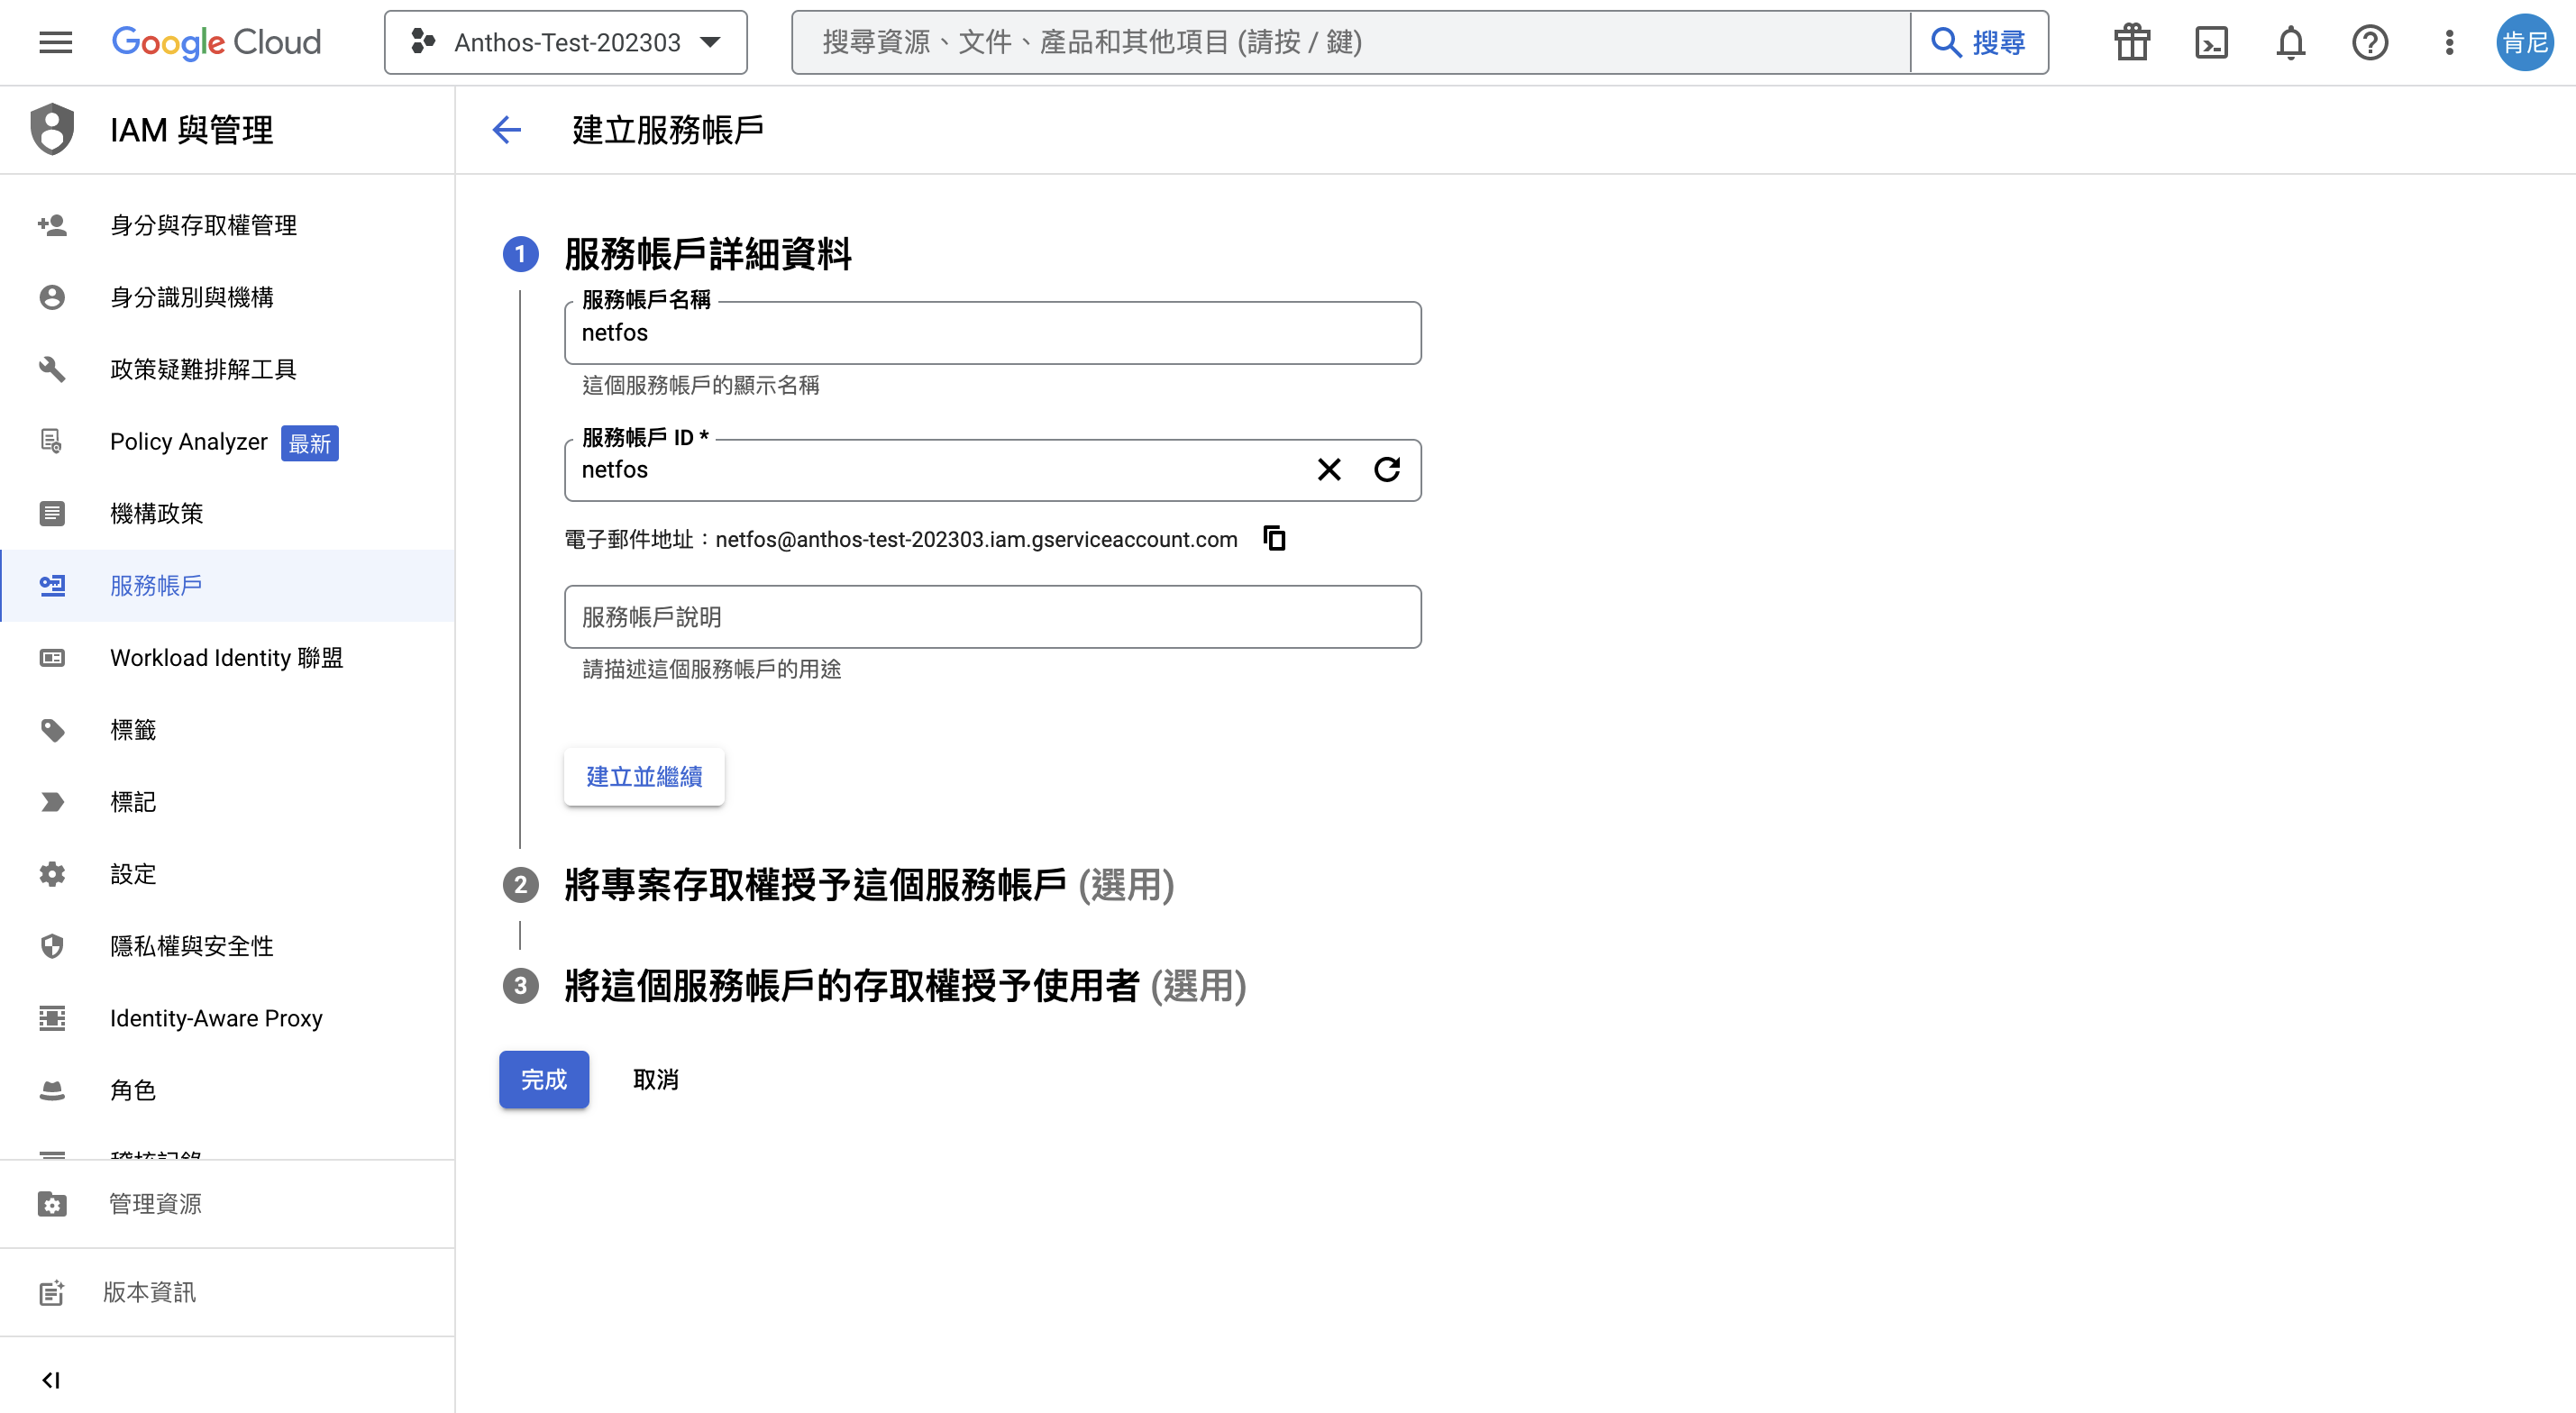 Google Cloud
Anthos-Test-202303
搜尋資源、文件、產品和其他項目 (請按 / 鍵)
搜尋
肯尼
IAM 與管理
身分與存取權管理
身分識別與機構
政策疑難排解工具
Policy Analyzer 最新
機構政策
服務帳戶
Workload Identity 聯盟
標籤
標記
設定
隱私權與安全性
Identity-Aware Proxy
角色
稽核記錄
管理資源
版本資訊
建立服務帳戶
1 服務帳戶詳細資料
服務帳戶名稱
netfos
這個服務帳戶的顯示名稱
服務帳戶 ID *
netfos
電子郵件地址：netfos@anthos-test-202303.iam.gserviceaccount.com
服務帳戶說明
請描述這個服務帳戶的用途
建立並繼續
2 將專案存取權授予這個服務帳戶 (選用)
3 將這個服務帳戶的存取權授予使用者 (選用)
完成
取消